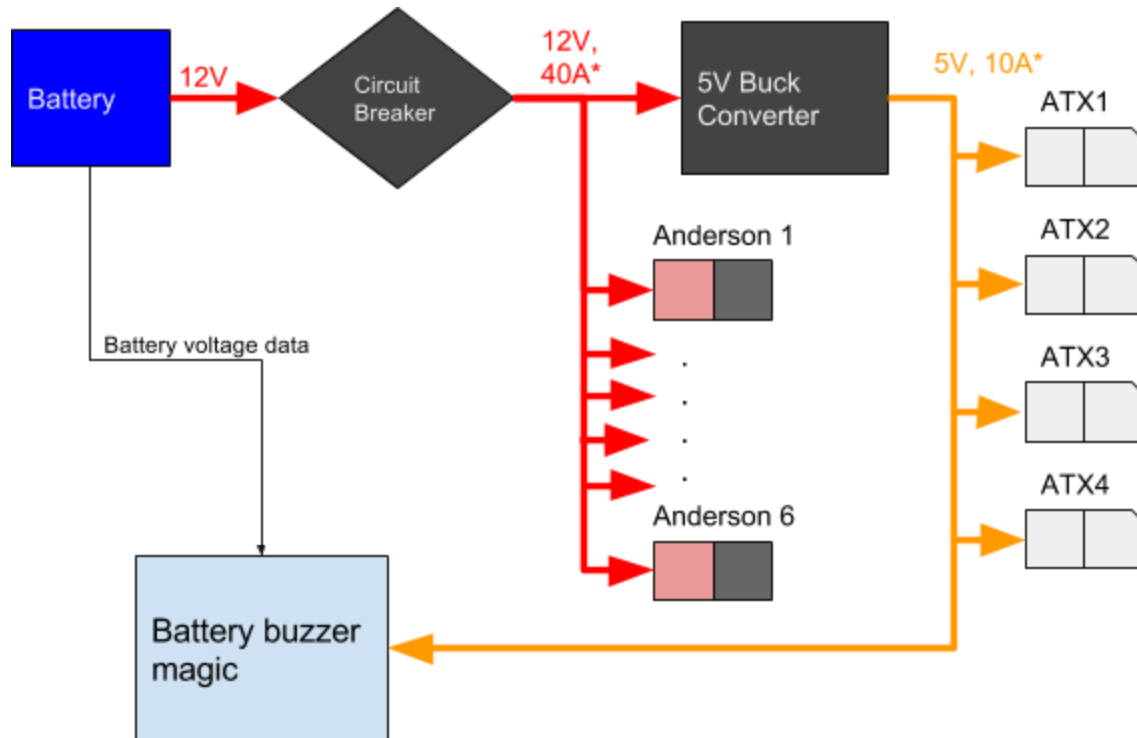 Battery
12V
Circuit
Breaker
12V,
40A*
5V Buck
Converter
5V, 10A*
ATX1
ATX2
ATX3
ATX4
Anderson 1
.
.
.
.
Anderson 6
Battery voltage data
Battery buzzer
magic